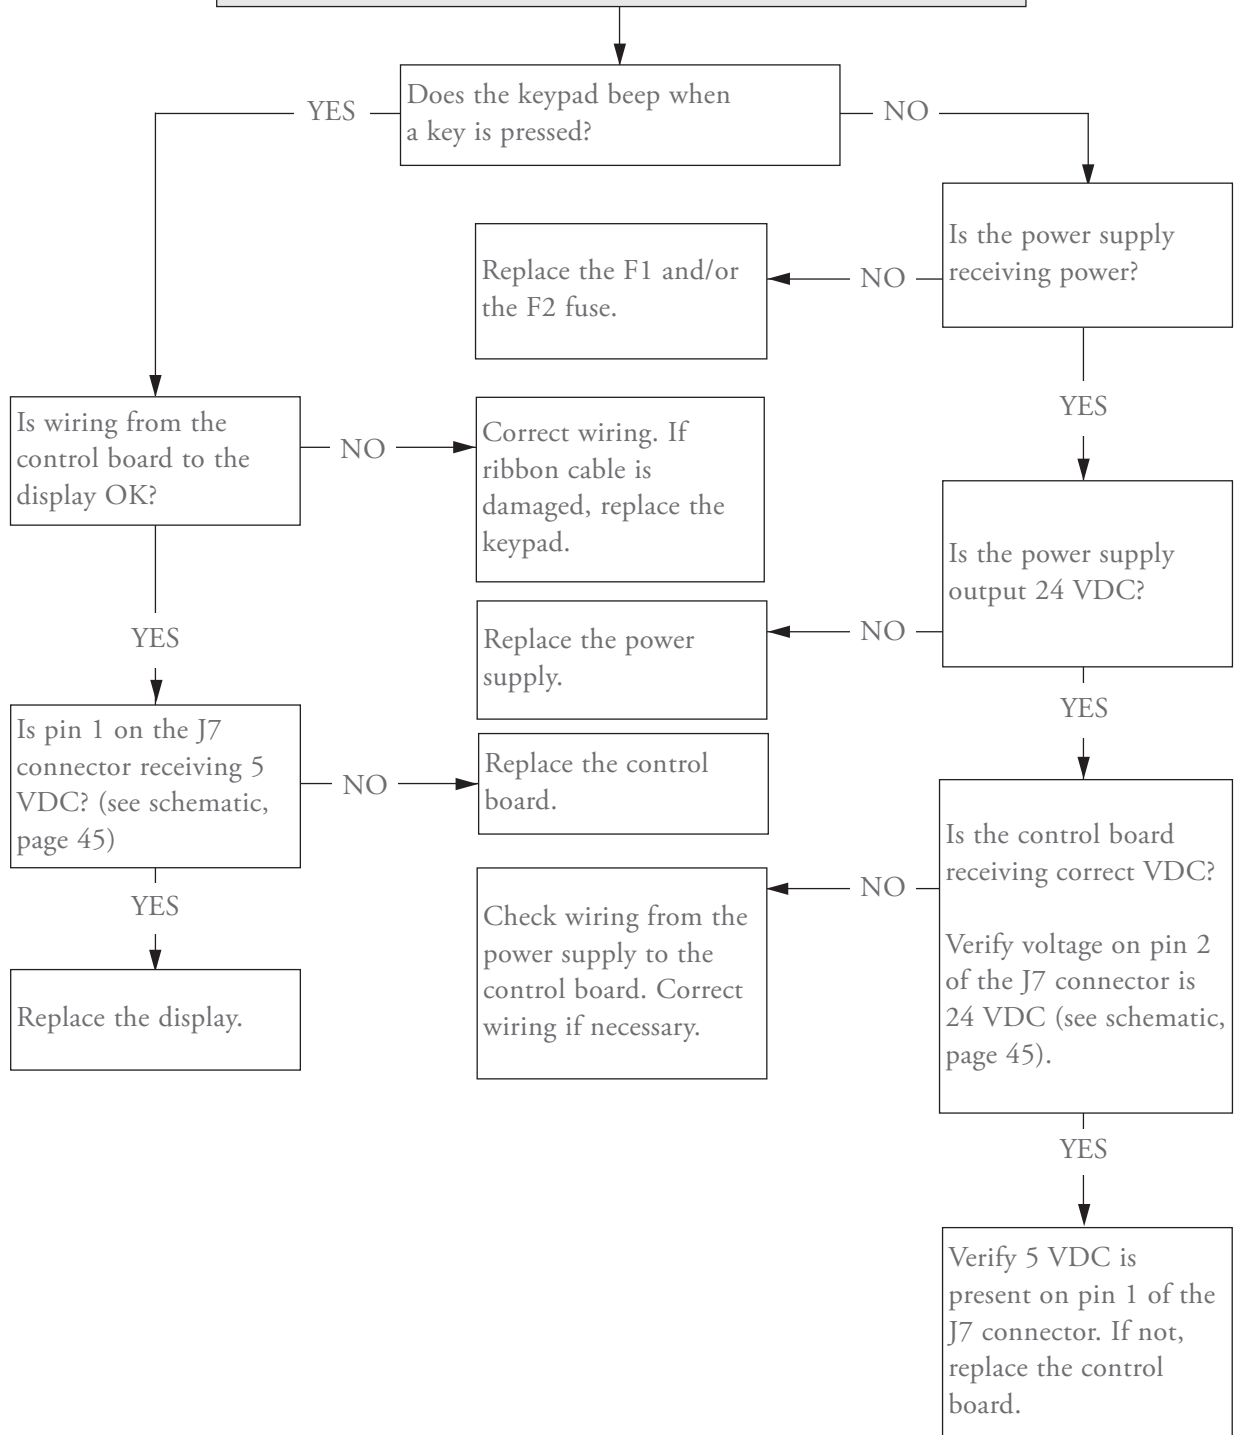 Does the keypad beep when
a key is pressed?
YES
NO
Is the power supply
receiving power?
NO
Replace the F1 and/or
the F2 fuse.
YES
Is wiring from the
control board to the
display OK?
NO
Correct wiring. If
ribbon cable is
damaged, replace the
keypad.
Is the power supply
output 24 VDC?
NO
Replace the power
supply.
YES
YES
Is pin 1 on the J7
connector receiving 5
VDC? (see schematic,
page 45)
NO
Replace the control
board.
Is the control board
receiving correct VDC?
Verify voltage on pin 2
of the J7 connector is
24 VDC (see schematic,
page 45).
NO
Check wiring from the
power supply to the
control board. Correct
wiring if necessary.
YES
Replace the display.
YES
Verify 5 VDC is
present on pin 1 of the
J7 connector. If not,
replace the control
board.